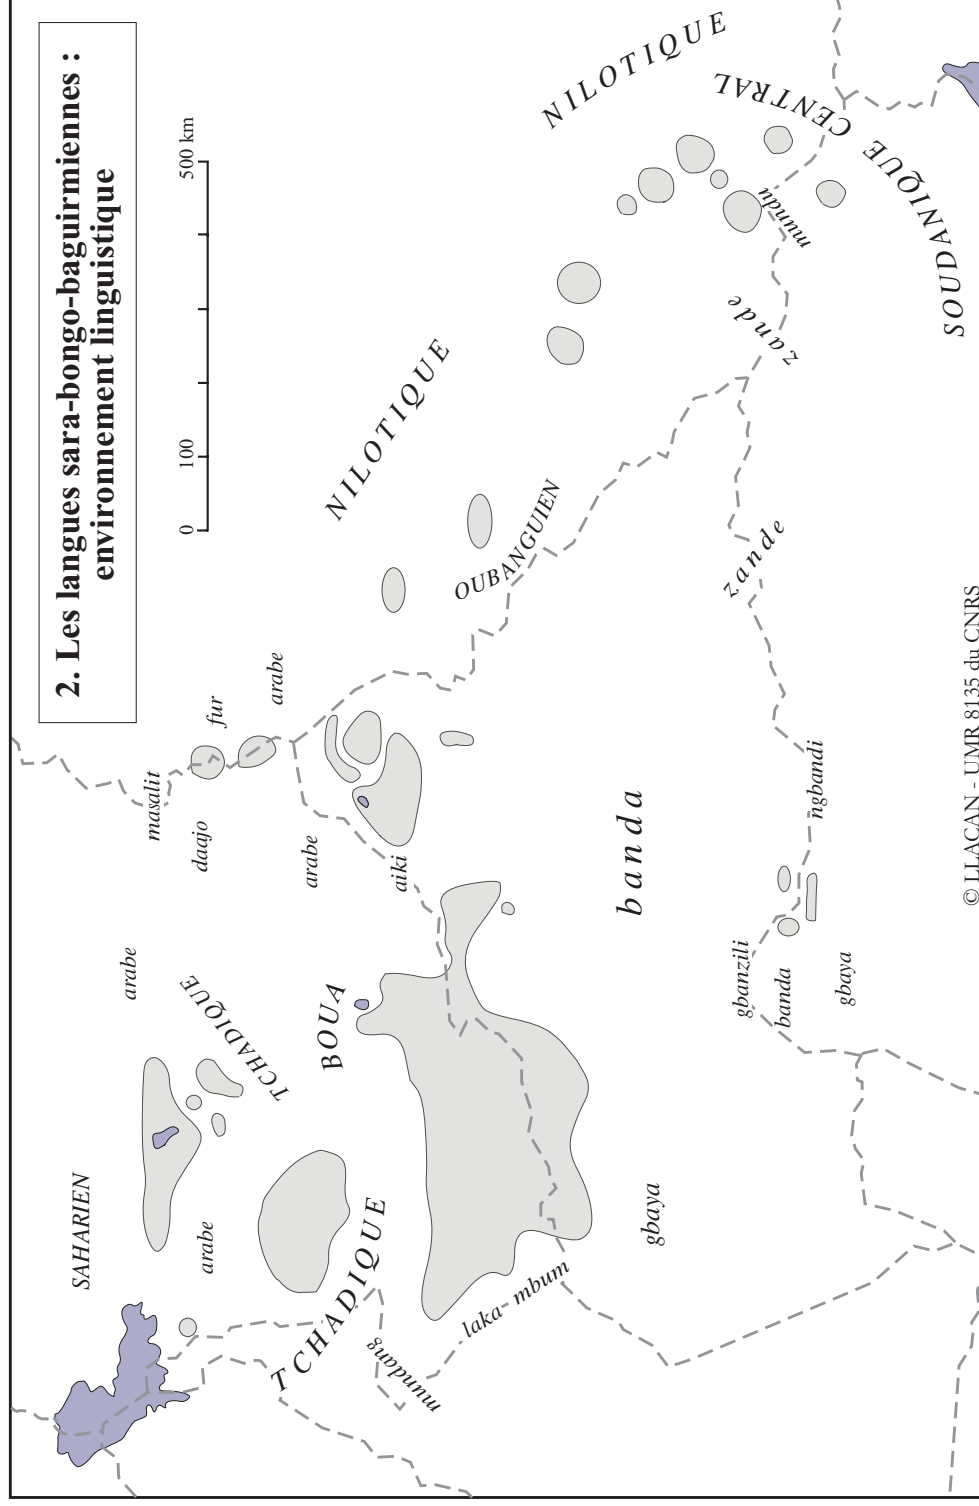 2. Les langues sara-bongo-baguirmiennes :
environnement linguistique
0 100 500 km
SAHARIEN
arabe
arabe
TCHADIQUE
TCHADIQUE
BOUA
masalit
daajo
fur
arabe
arabe
aiki
NILOTIQUE
NILOTIQUE
OUBANGUIEN
SOUDANIQUE CENTRAL
mundu
zande
zande
mundang
laka-mbum
gbaya
banda
gbanzili
banda
gbaya
ngbandi
© LLACAN - UMR 8135 du CNRS